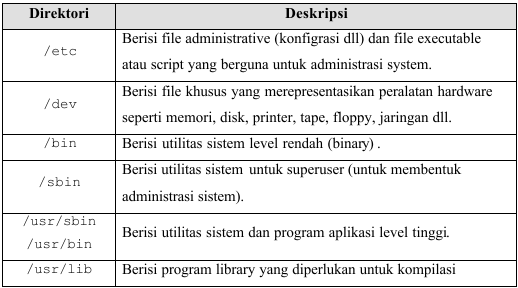 Direktori Deskripsi
/etc
Berisi file administrative (konfigrasi dll) dan file executable
atau script yang berguna untuk administrasi system.
/dev
Berisi file khusus yang merepresentasikan peralatan hardware
seperti memori, disk, printer, tape, floppy, jaringan dll.
/bin Berisi utilitas sistem level rendah (binary) .
/sbin
Berisi utilitas sistem untuk superuser (untuk membentuk
administrasi sistem).
/usr/sbin
/usr/bin
Berisi utilitas sistem dan program aplikasi level tinggi.
/usr/lib Berisi program library yang diperlukan untuk kompilasi